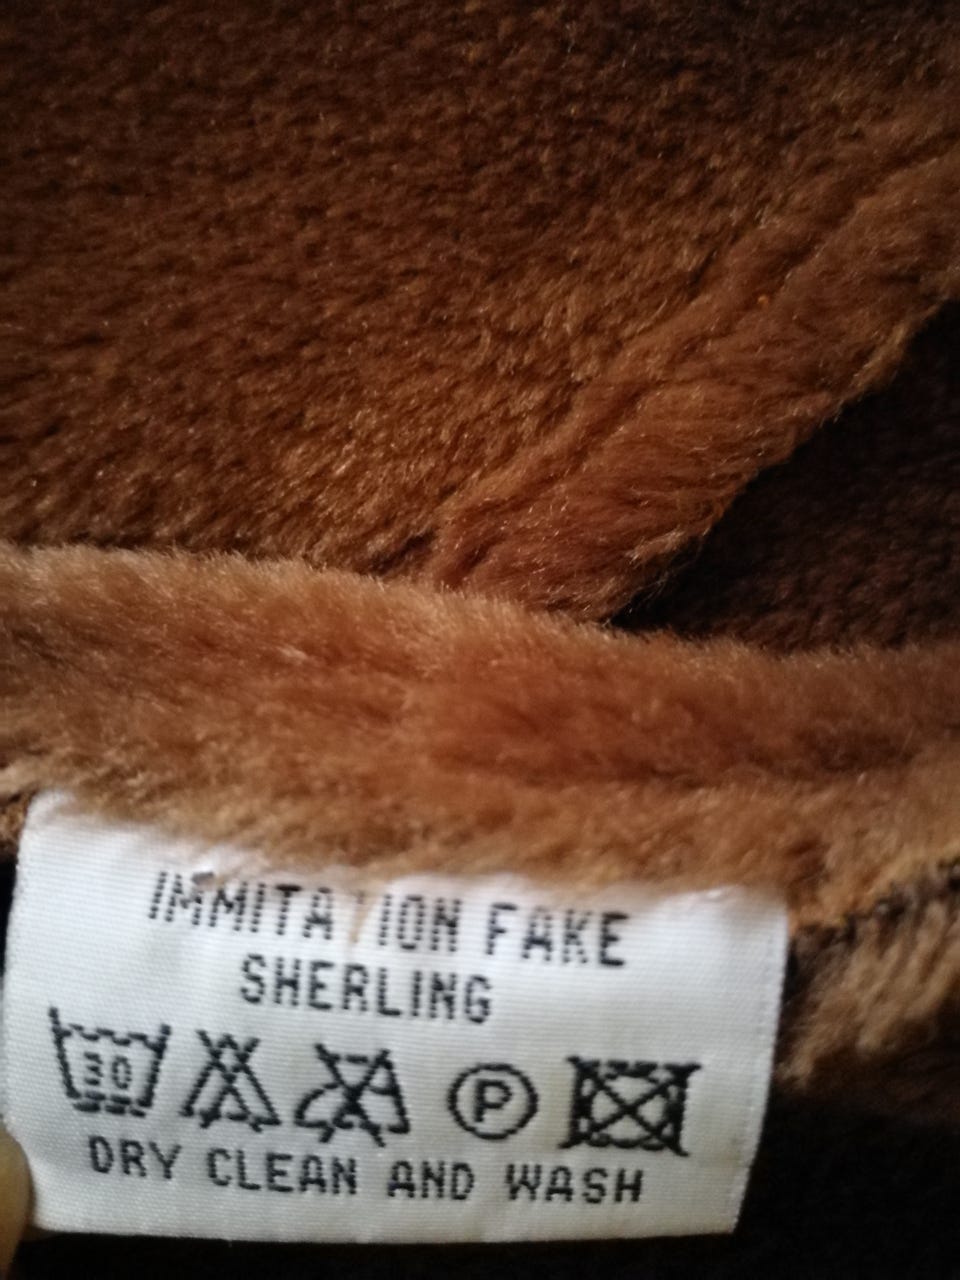 IMMITATION FAKE
SHERLING
30 P
DRY CLEAN AND WASH